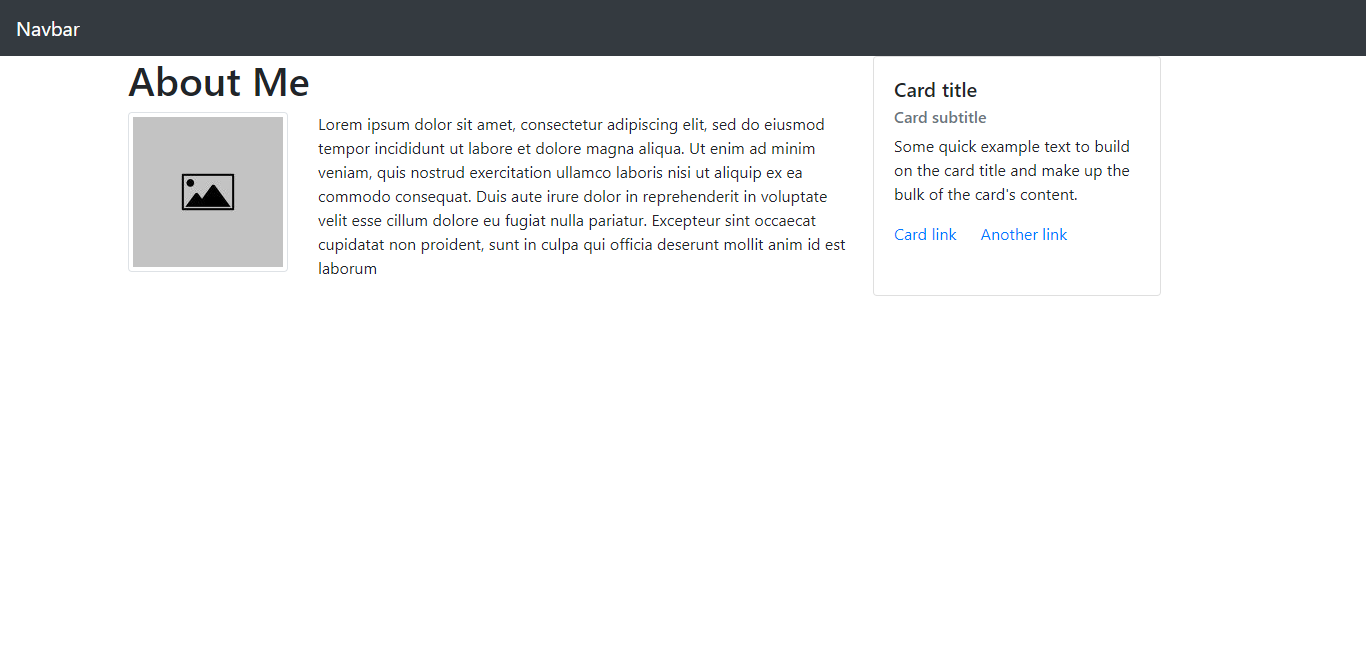 Navbar
About Me
Lorem ipsum dolor sit amet, consectetur adipiscing elit, sed do eiusmod
tempor incididunt ut labore et dolore magna aliqua. Ut enim ad minim
veniam, quis nostrud exercitation ullamco laboris nisi ut aliquip ex ea
commodo consequat. Duis aute irure dolor in reprehenderit in voluptate
velit esse cillum dolore eu fugiat nulla pariatur. Excepteur sint occaecat
cupidatat non proident, sunt in culpa qui officia deserunt mollit anim id est
laborum
Card title
Card subtitle
Some quick example text to build
on the card title and make up the
bulk of the card's content.
Card link Another link